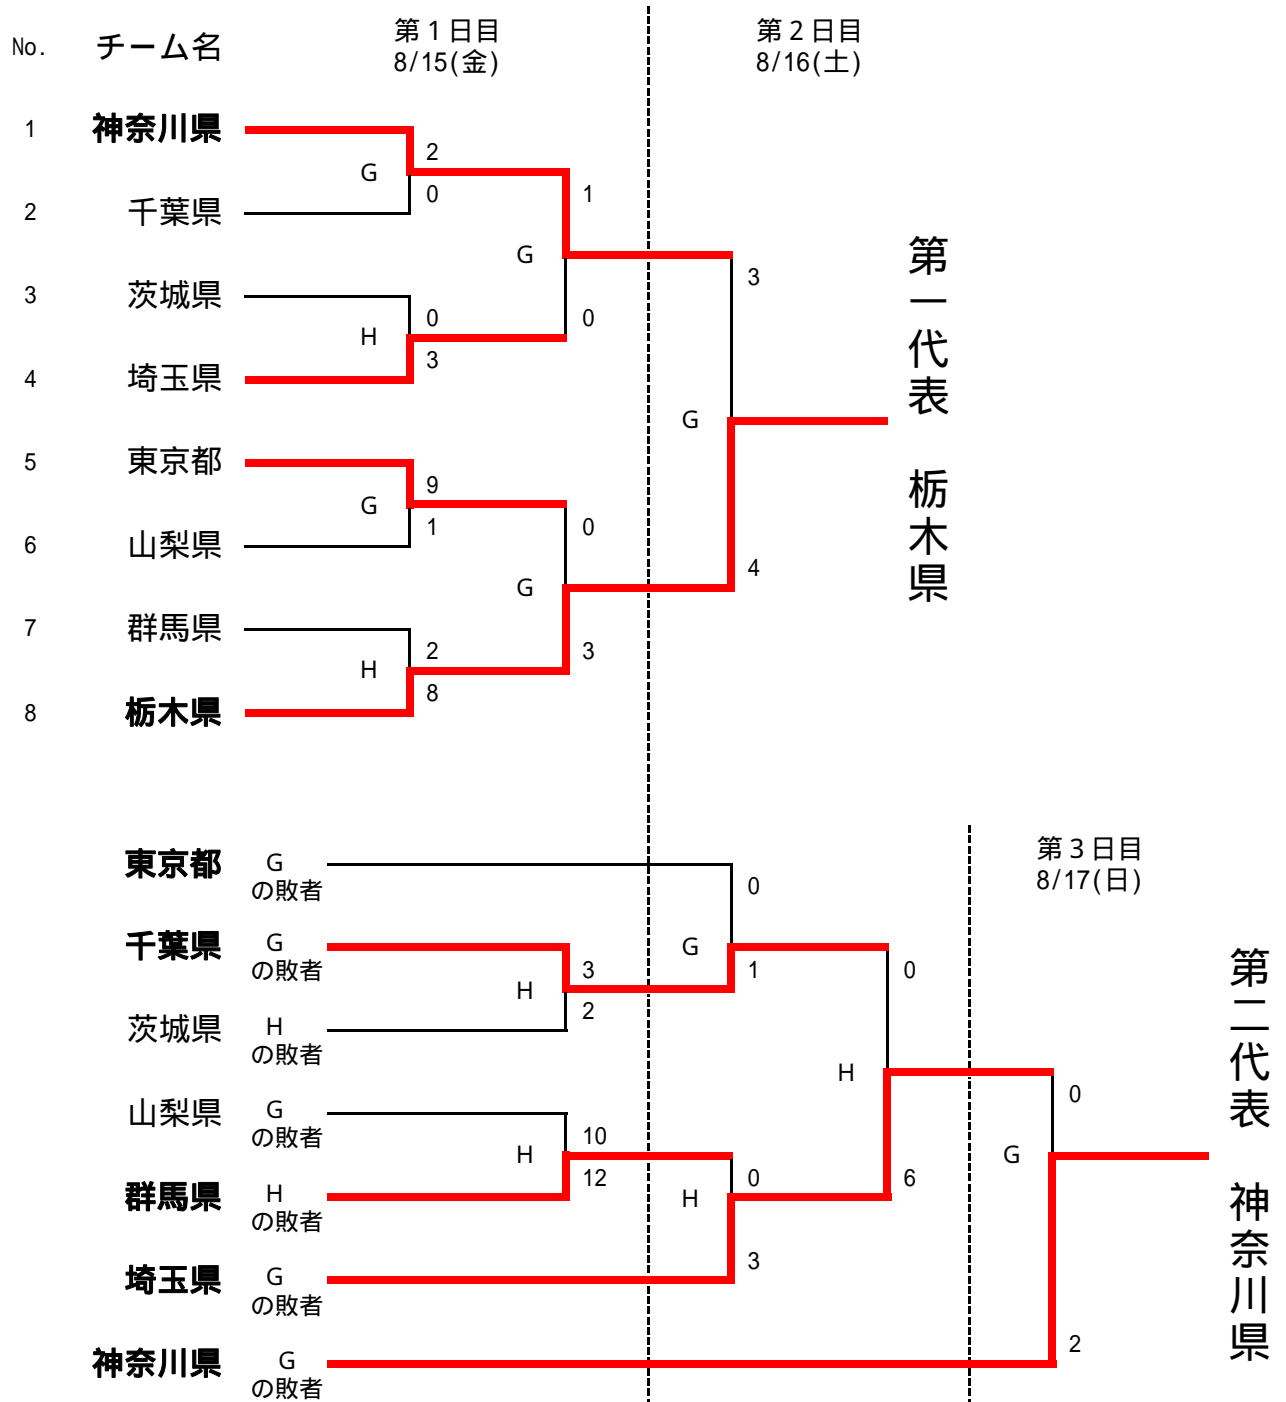 No. チーム名
第１日目
8/15(金)
第２日目
8/16(土)
1 神奈川県
G
2
0
2 千葉県
G
1
0
3 茨城県
H
0
3
4 埼玉県
G
3
4
第一代表 栃木県
5 東京都
G
9
1
6 山梨県
G
0
3
7 群馬県
H
2
8
8 栃木県
第３日目
8/17(日)
東京都 G
の敗者
G
0
1
千葉県 G
の敗者
H
3
2
茨城県 H
の敗者
H
0
6
山梨県 G
の敗者
H
10
12
群馬県 H
の敗者
H
0
3
埼玉県 G
の敗者
G
0
2
神奈川県 G
の敗者
第二代表 神奈川県